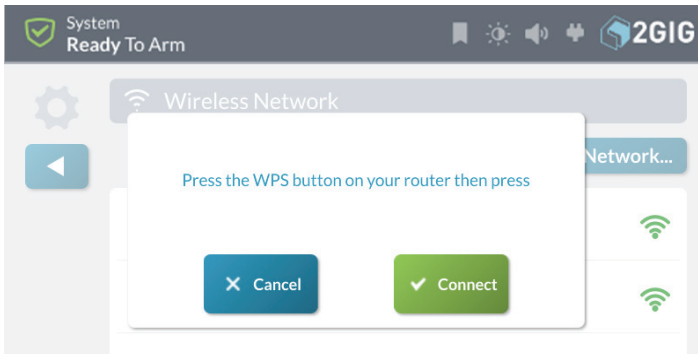 System
Ready To Arm
2GIG
Wireless Network
Network...
Press the WPS button on your router then press
Cancel
Connect